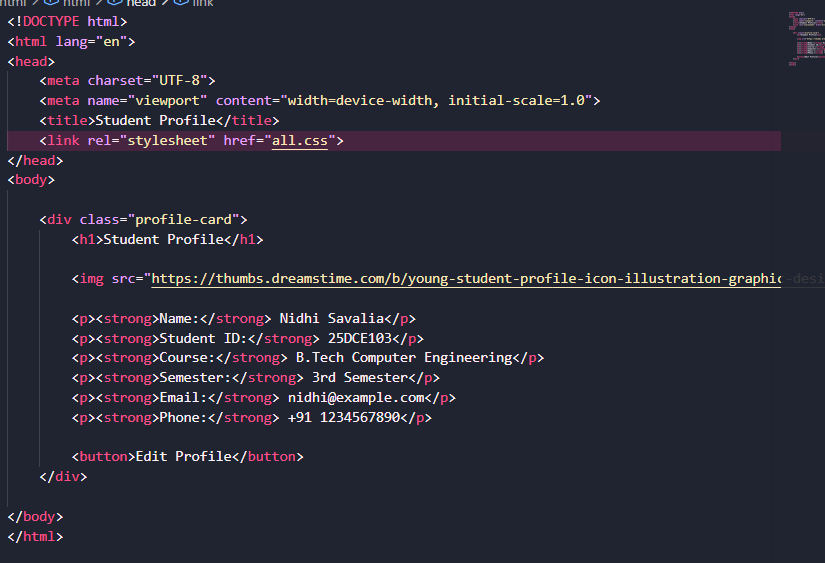 html > html > head > link
<!DOCTYPE html>
<html lang="en">
<head>
    <meta charset="UTF-8">
    <meta name="viewport" content="width=device-width, initial-scale=1.0">
    <title>Student Profile</title>
    <link rel="stylesheet" href="all.css">
</head>
<body>

    <div class="profile-card">
        <h1>Student Profile</h1>

        <img src="https://thumbs.dreamstime.com/b/young-student-profile-icon-illustration-graphic-desi

        <p><strong>Name:</strong> Nidhi Savalia</p>
        <p><strong>Student ID:</strong> 25DCE103</p>
        <p><strong>Course:</strong> B.Tech Computer Engineering</p>
        <p><strong>Semester:</strong> 3rd Semester</p>
        <p><strong>Email:</strong> nidhi@example.com</p>
        <p><strong>Phone:</strong> +91 1234567890</p>

        <button>Edit Profile</button>
    </div>

</body>
</html>